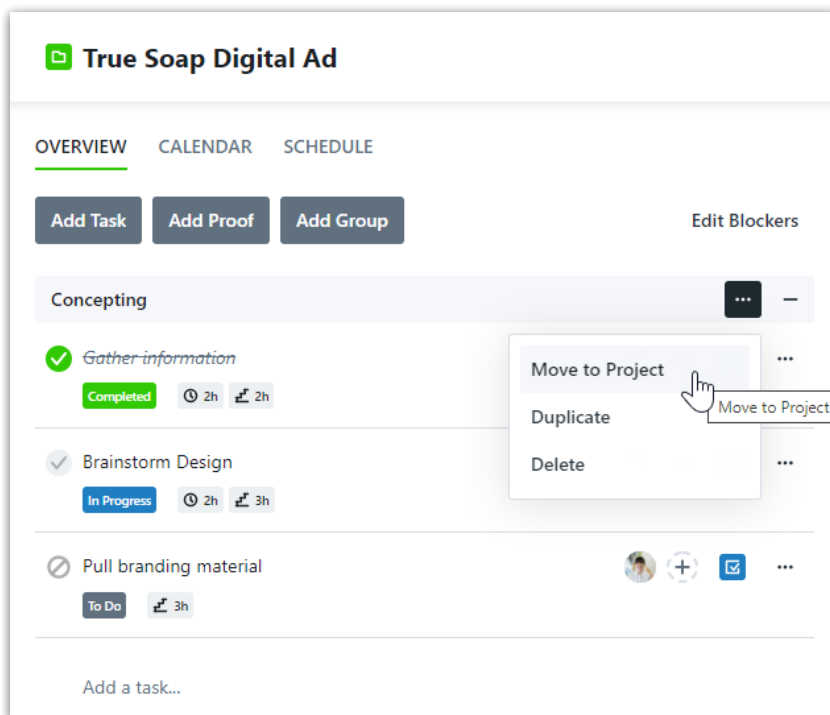 True Soap Digital Ad
OVERVIEW CALENDAR SCHEDULE
Add Task Add Proof Add Group Edit Blockers
Concepting
Gather information
Completed 2h 2h
Move to Project
Move to Project
Duplicate
Brainstorm Design
Delete
In Progress 2h 3h
Pull branding material
To Do 3h
Add a task...